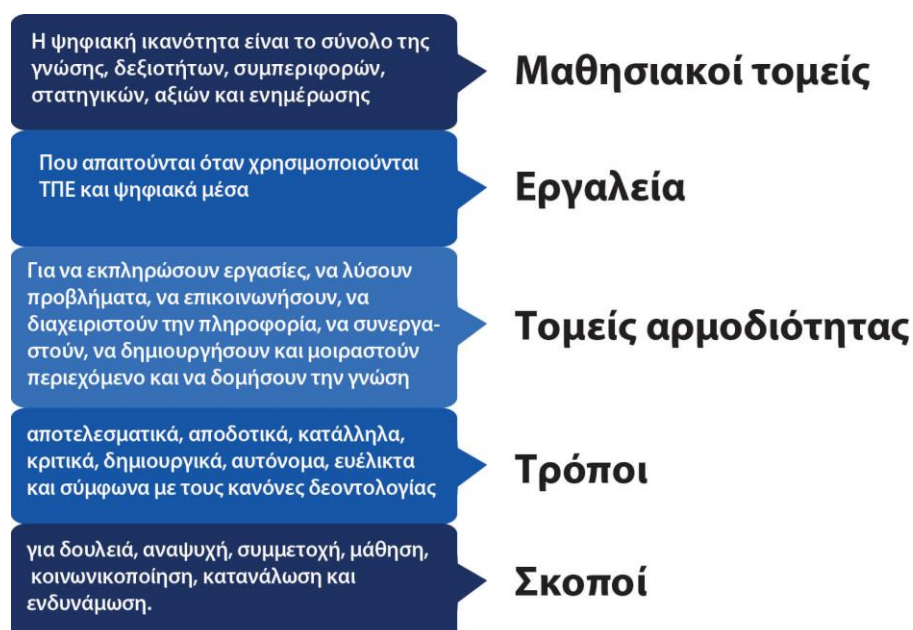 Η ψηφιακή ικανότητα είναι το σύνολο της
γνώσης, δεξιοτήτων, συμπεριφορών,
στατηγικών, αξιών και ενημέρωσης
Μαθησιακοί τομείς
Που απαιτούνται όταν χρησιμοποιούνται
ΤΠΕ και ψηφιακά μέσα
Εργαλεία
Για να εκπληρώσουν εργασίες, να λύσουν
προβλήματα, να επικοινωνήσουν, να
διαχειριστούν την πληροφορία, να συνεργα-
στούν, να δημιουργήσουν και μοιραστούν
περιεχόμενο και να δομήσουν την γνώση
Τομείς αρμοδιότητας
αποτελεσματικά, αποδοτικά, κατάλληλα,
κριτικά, δημιουργικά, αυτόνομα, ευέλικτα
και σύμφωνα με τους κανόνες δεοντολογίας
Τρόποι
για δουλειά, αναψυχή, συμμετοχή, μάθηση,
κοινωνικοποίηση, κατανάλωση και
ενδυνάμωση.
Σκοποί